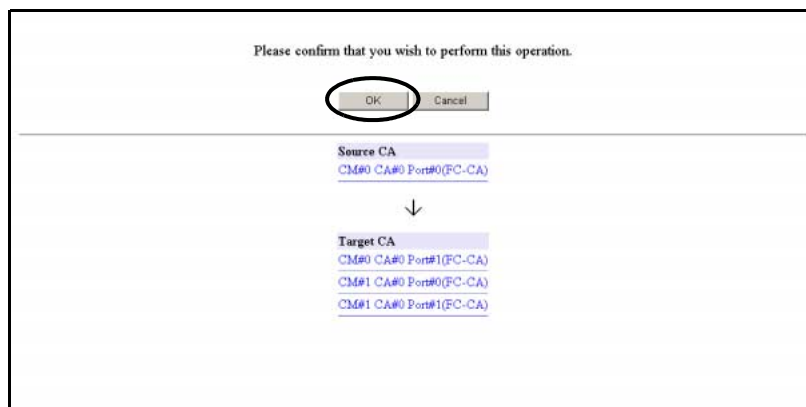 Please confirm that you wish to perform this operation.
OK Cancel
Source CA
CM#0 CA#0 Port#0(FC-CA)
Target CA
CM#0 CA#0 Port#1(FC-CA)
CM#1 CA#0 Port#0(FC-CA)
CM#1 CA#0 Port#1(FC-CA)